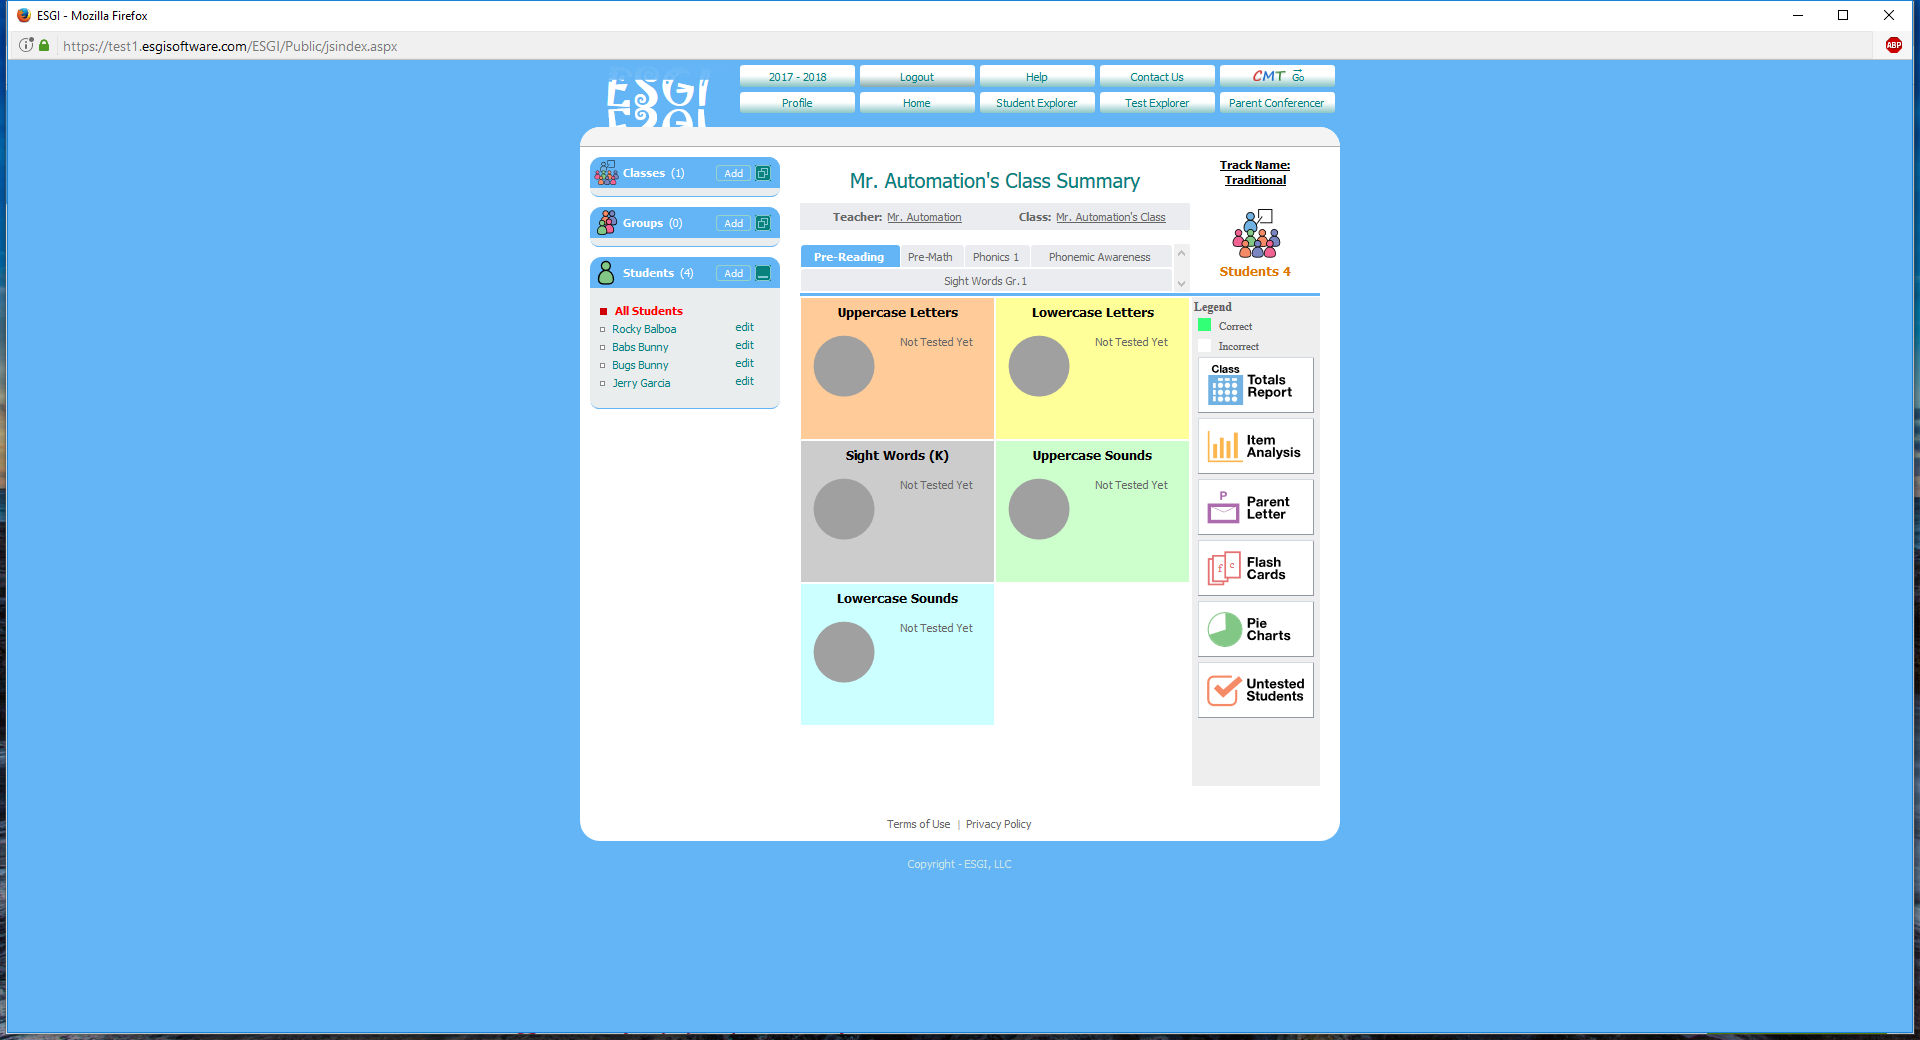 ESGI - Mozilla Firefox
https://test1.esgisoftware.com/ESGI/Public/jsindex.aspx
ABP
ESGI
2017 - 2018
Logout
Help
Contact Us
CMT Go
Profile
Home
Student Explorer
Test Explorer
Parent Conferencer
Classes (1)
Add
Groups (0)
Add
Students (4)
Add
All Students
Rocky Balboa edit
Babs Bunny edit
Bugs Bunny edit
Jerry Garcia edit
Mr. Automation's Class Summary
Teacher: Mr. Automation Class: Mr. Automation's Class
Pre-Reading
Pre-Math
Phonics 1
Phonemic Awareness
Sight Words Gr.1
Uppercase Letters
Not Tested Yet
Lowercase Letters
Not Tested Yet
Sight Words (K)
Not Tested Yet
Uppercase Sounds
Not Tested Yet
Lowercase Sounds
Not Tested Yet
Track Name:
Traditional
Students 4
Legend
Correct
Incorrect
Class
Totals
Report
Item
Analysis
P
Parent
Letter
f c
Flash
Cards
Pie
Charts
Untested
Students
Terms of Use | Privacy Policy
Copyright - ESGI, LLC